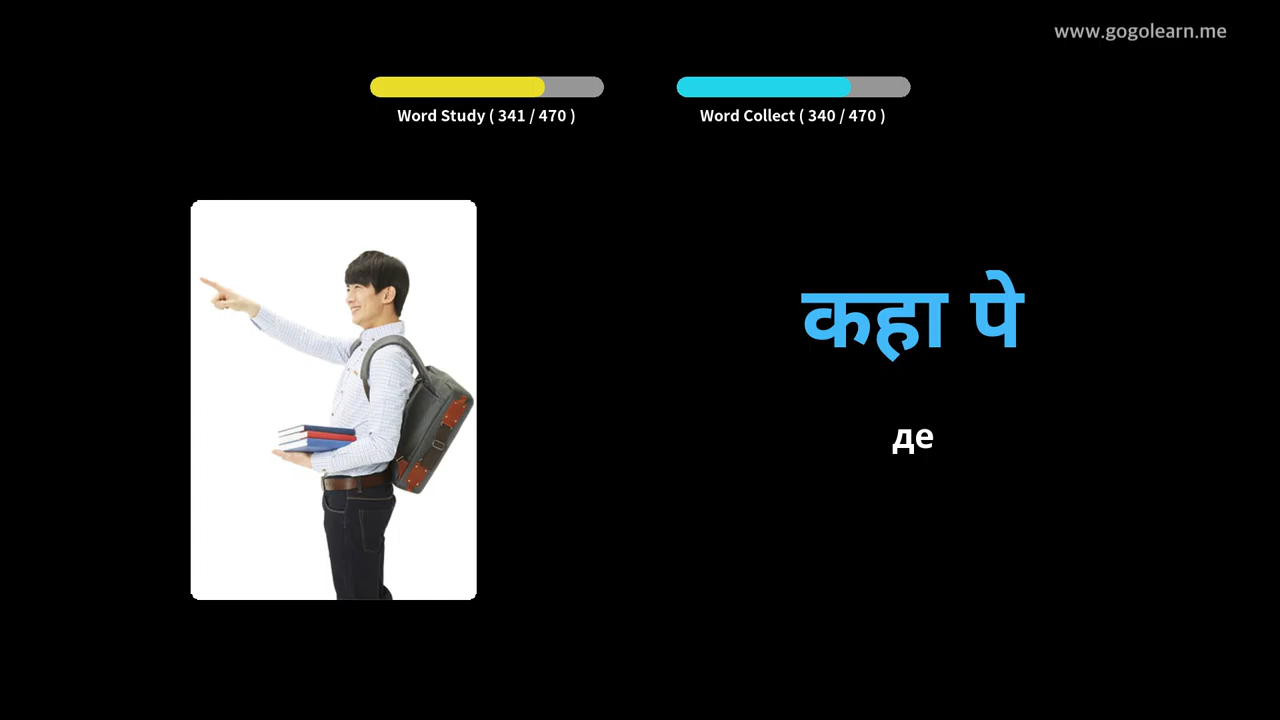 www.gogolearn.me
Word Study ( 341 / 470 )
Word Collect ( 340 / 470 )
कहा पे
де